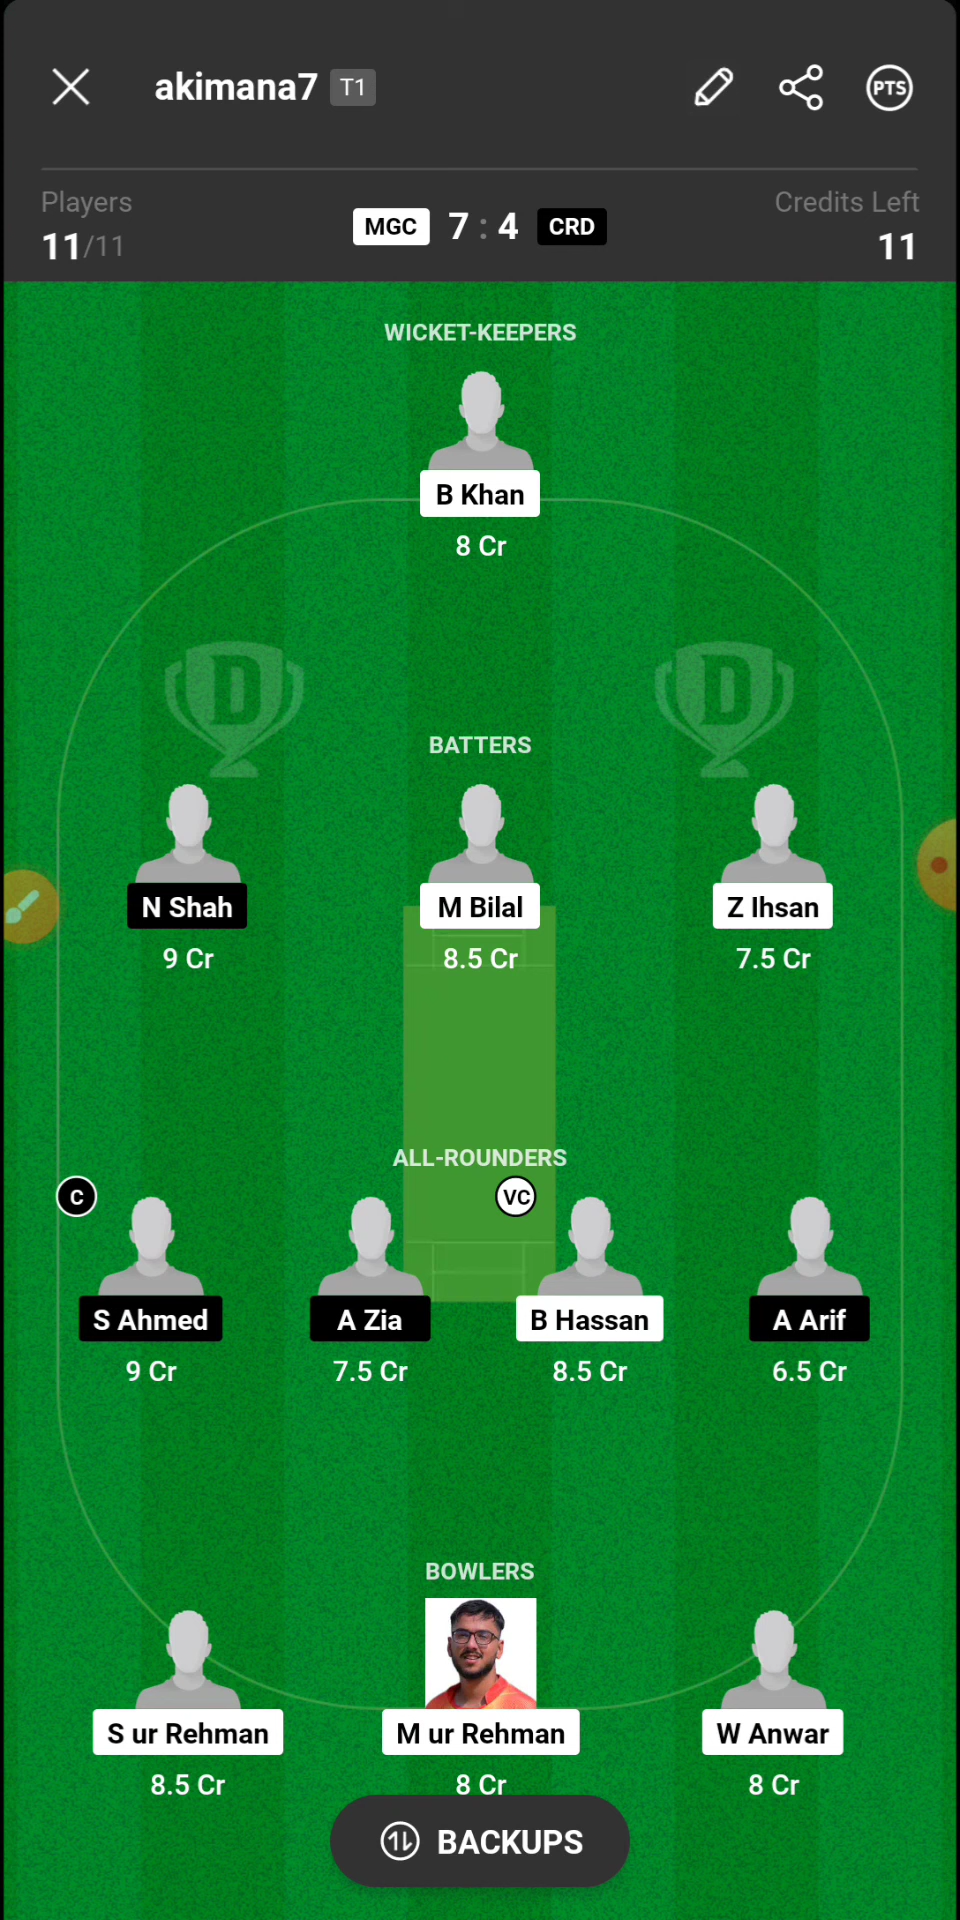 akimana7 T1 PTS
Players Credits Left
11/11 MGC 7 : 4 CRD 11
WICKET-KEEPERS
B Khan
8 Cr
D D
BATTERS
N Shah M Bilal Z Ihsan
9 Cr 8.5 Cr 7.5 Cr
ALL-ROUNDERS
C VC
S Ahmed A Zia B Hassan A Arif
9 Cr 7.5 Cr 8.5 Cr 6.5 Cr
BOWLERS
S ur Rehman M ur Rehman W Anwar
8.5 Cr 8 Cr 8 Cr
BACKUPS